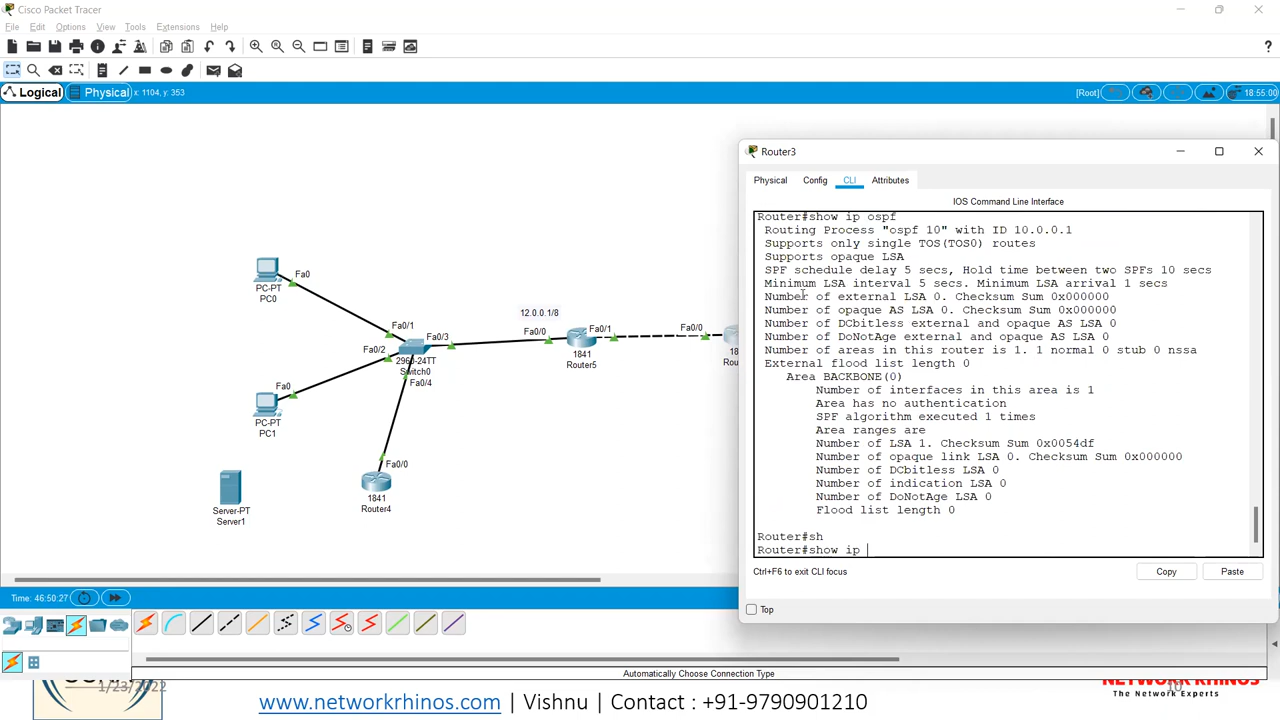 Cisco Packet Tracer
File Edit Options View Tools Extensions Help
Logical Physical x: 1104, y: 353 [Root] 18:55:00
Router3
Physical Config CLI Attributes
IOS Command Line Interface
Router#show ip ospf
Routing Process "ospf 10" with ID 10.0.0.1
Supports only single TOS(TOS0) routes
Supports opaque LSA
SPF schedule delay 5 secs, Hold time between two SPFs 10 secs
Minimum LSA interval 5 secs. Minimum LSA arrival 1 secs
Number of external LSA 0. Checksum Sum 0x000000
Number of opaque AS LSA 0. Checksum Sum 0x000000
Number of DCbitless external and opaque AS LSA 0
Number of DoNotAge external and opaque AS LSA 0
Number of areas in this router is 1. 1 normal 0 stub 0 nssa
External flood list length 0
Area BACKBONE(0)
Number of interfaces in this area is 1
Area has no authentication
SPF algorithm executed 1 times
Area ranges are
Number of LSA 1. Checksum Sum 0x0054df
Number of opaque link LSA 0. Checksum Sum 0x000000
Number of DCbitless LSA 0
Number of indication LSA 0
Number of DoNotAge LSA 0
Flood list length 0
Router#sh
Router#show ip
Ctrl+F6 to exit CLI focus
Copy Paste
Top
Fa0
PC-PT
PC0
Fa0/1
Fa0/2
Fa0/3
2960-24TT
Switch0
Fa0/4
Fa0
PC-PT
PC1
12.0.0.1/8
Fa0/0
Fa0/1
1841
Router5
Fa0/0
Server-PT
Server1
Fa0/0
1841
Router4
Time: 46:50:27
Automatically Choose Connection Type
1/23/2022
www.networkrhinos.com | Vishnu | Contact : +91-9790901210
NETWORK RHINOS
The Network Experts